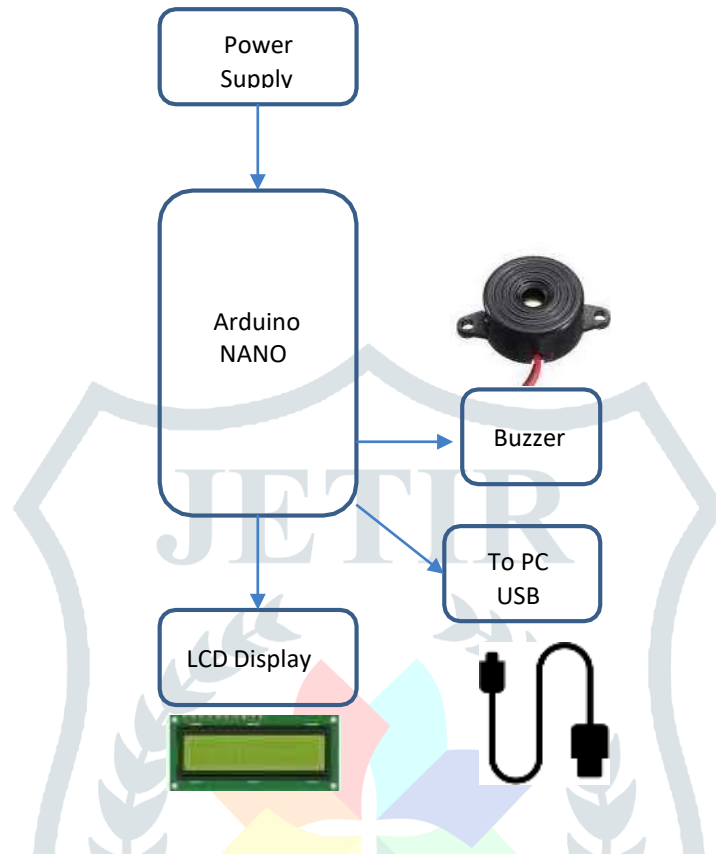 Power
Supply
Arduino
NANO
Buzzer
JETIR
To PC
USB
LCD Display